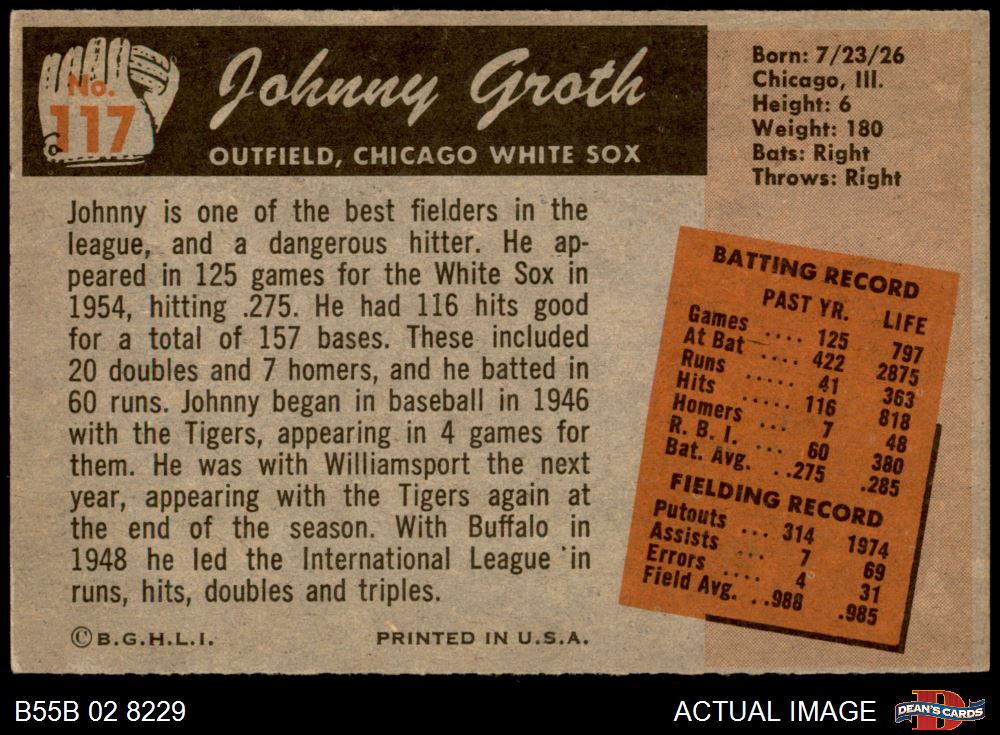 No.
117
Johnny Groth
OUTFIELD, CHICAGO WHITE SOX
Born: 7/23/26
Chicago, Ill.
Height: 6
Weight: 180
Bats: Right
Throws: Right
Johnny is one of the best fielders in the
league, and a dangerous hitter. He ap-
peared in 125 games for the White Sox in
1954, hitting .275. He had 116 hits good
for a total of 157 bases. These included
20 doubles and 7 homers, and he batted in
60 runs. Johnny began in baseball in 1946
with the Tigers, appearing in 4 games for
them. He was with Williamsport the next
year, appearing with the Tigers again at
the end of the season. With Buffalo in
1948 he led the International League in
runs, hits, doubles and triples.
BATTING RECORD
PAST YR. LIFE
Games .... 125 797
At Bat .... 422 2875
Runs ..... 41 363
Hits ..... 116 818
Homers ... 7 48
R. B. I. .... 60 380
Bat. Avg. ..275 .285
FIELDING RECORD
Putouts ... 314 1974
Assists ... 7 69
Errors .... 4 31
Field Avg. ..988 .985
©B.G.H.L.I. PRINTED IN U.S.A.
B55B 02 8229
ACTUAL IMAGE
DEAN'S CARDS